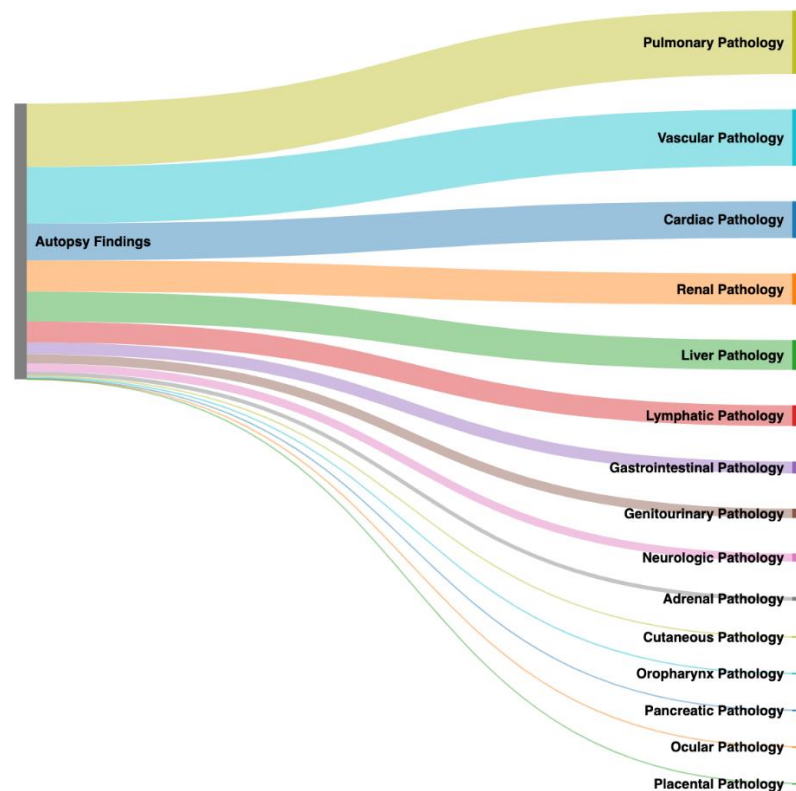 Pulmonary Pathology
Vascular Pathology
Cardiac Pathology
Autopsy Findings
Renal Pathology
Liver Pathology
Lymphatic Pathology
Gastrointestinal Pathology
Genitourinary Pathology
Neurologic Pathology
Adrenal Pathology
Cutaneous Pathology
Oropharynx Pathology
Pancreatic Pathology
Ocular Pathology
Placental Pathology